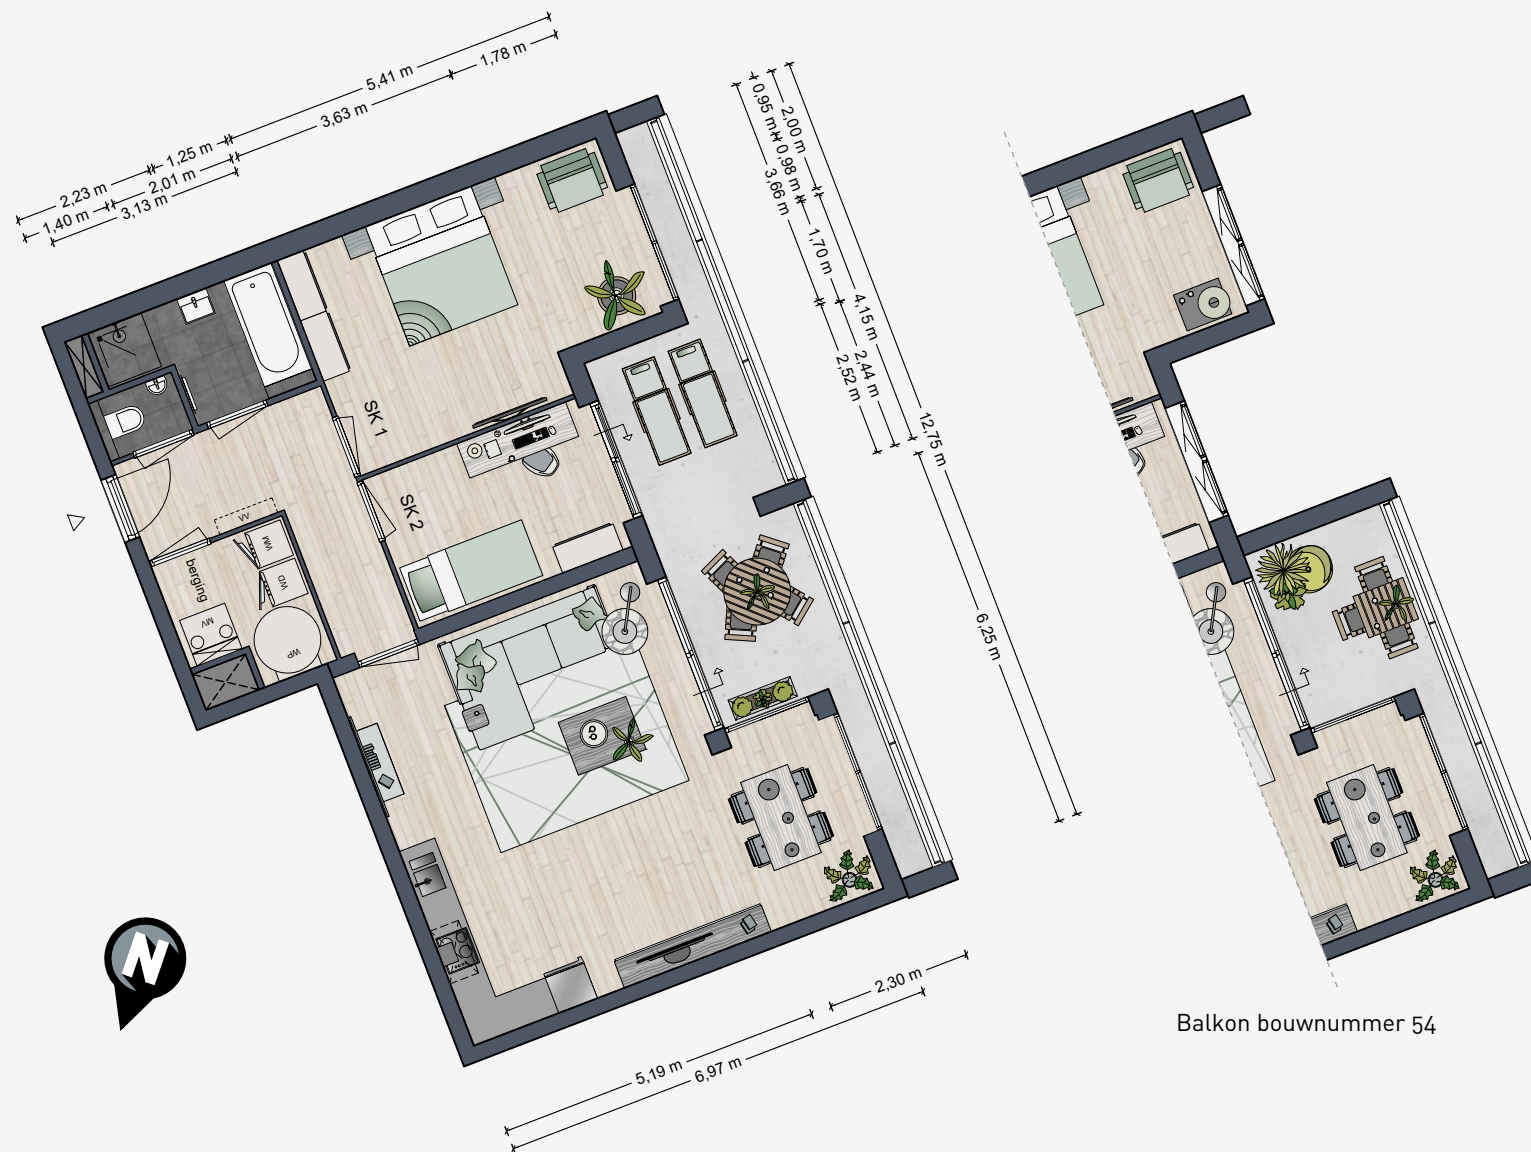 5,41 m
1,78 m
3,63 m
1,25 m
2,23 m
2,01 m
1,40 m
3,13 m
0,95 m
2,00 m
0,98 m
3,66 m
1,70 m
4,15 m
2,44 m
2,52 m
12,75 m
6,25 m
SK 1
SK 2
VA
WM
WD
berging
MV
WP
N
2,30 m
5,19 m
6,97 m
Balkon bouwnummer 54